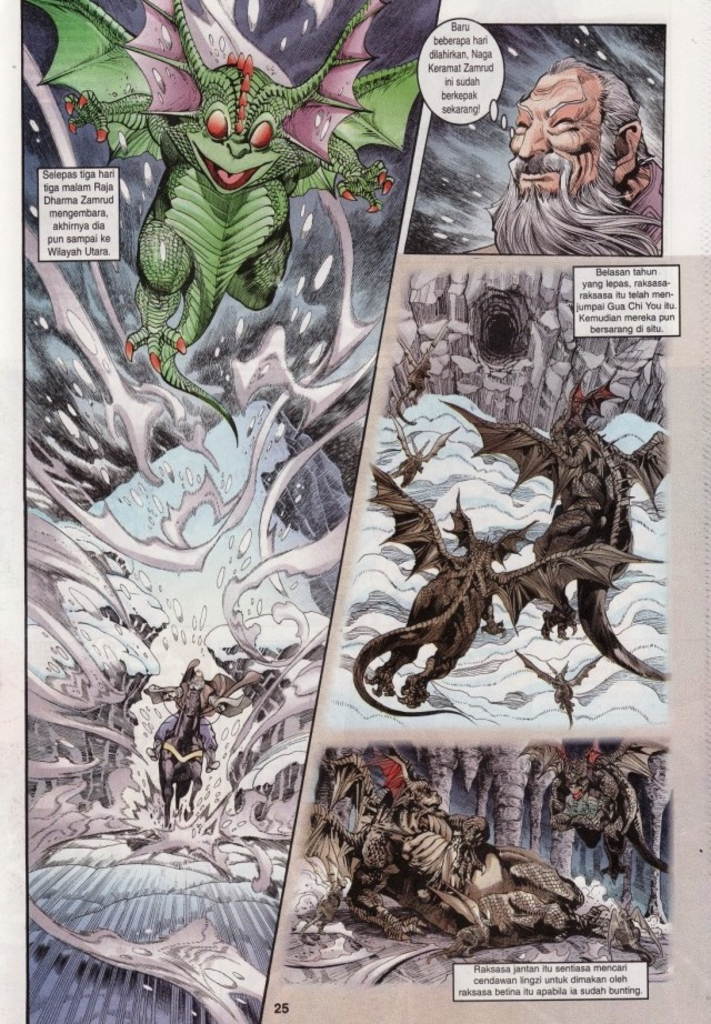 Selepas tiga hari
tiga malam Raja
Dharma Zamrud
mengembara,
akhirnya dia
pun sampai ke
Wilayah Utara.
Baru
beberapa hari
dilahirkan, Naga
Keramat Zamrud
ini sudah
berkepak
sekarang!
Belasan tahun
yang lepas, raksasa-
raksasa itu telah men-
jumpai Gua Chi You itu.
Kemudian mereka pun
bersarang di situ.
Raksasa jantan itu sentiasa mencari
cendawan lingzi untuk dimakan oleh
raksasa betina itu apabila ia sudah bunting.
25